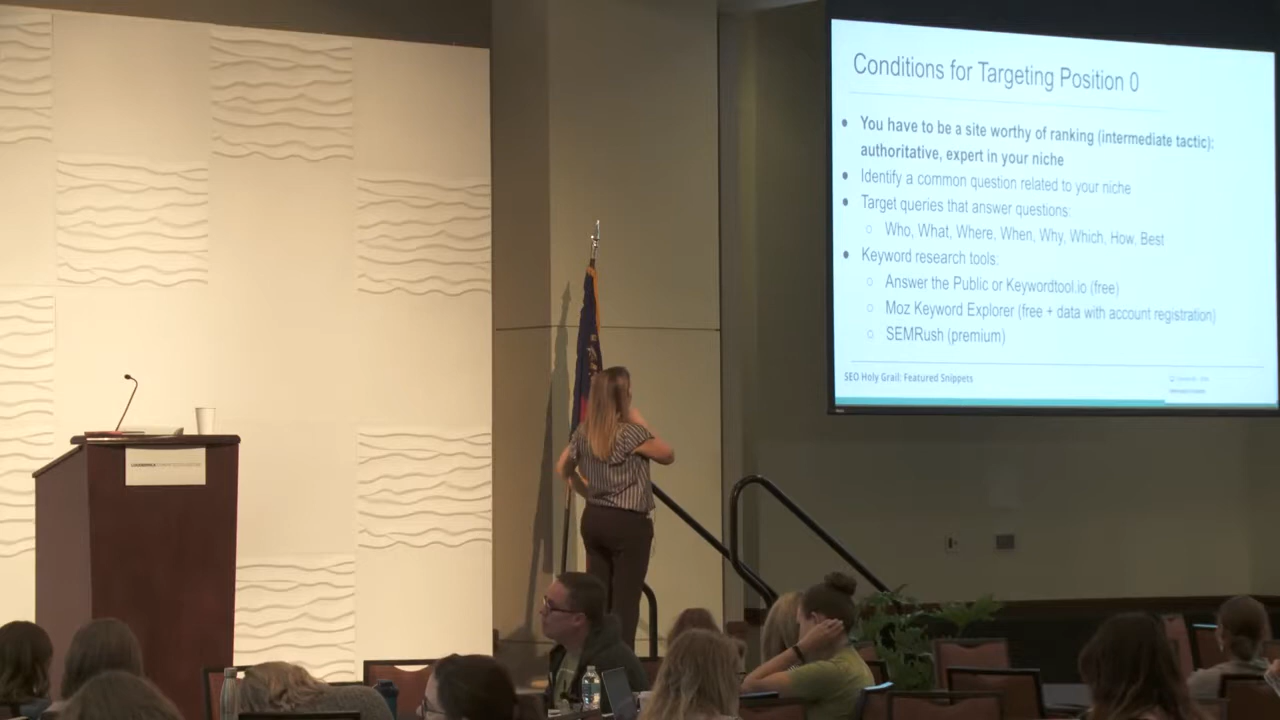 Conditions for Targeting Position 0
● You have to be a site worthy of ranking (intermediate tactic):
authoritative, expert in your niche
● Identify a common question related to your niche
● Target queries that answer questions:
○ Who, What, Where, When, Why, Which, How, Best
● Keyword research tools:
○ Answer the Public or Keywordtool.io (free)
○ Moz Keyword Explorer (free + data with account registration)
○ SEMRush (premium)
SEO Holy Grail: Featured Snippets